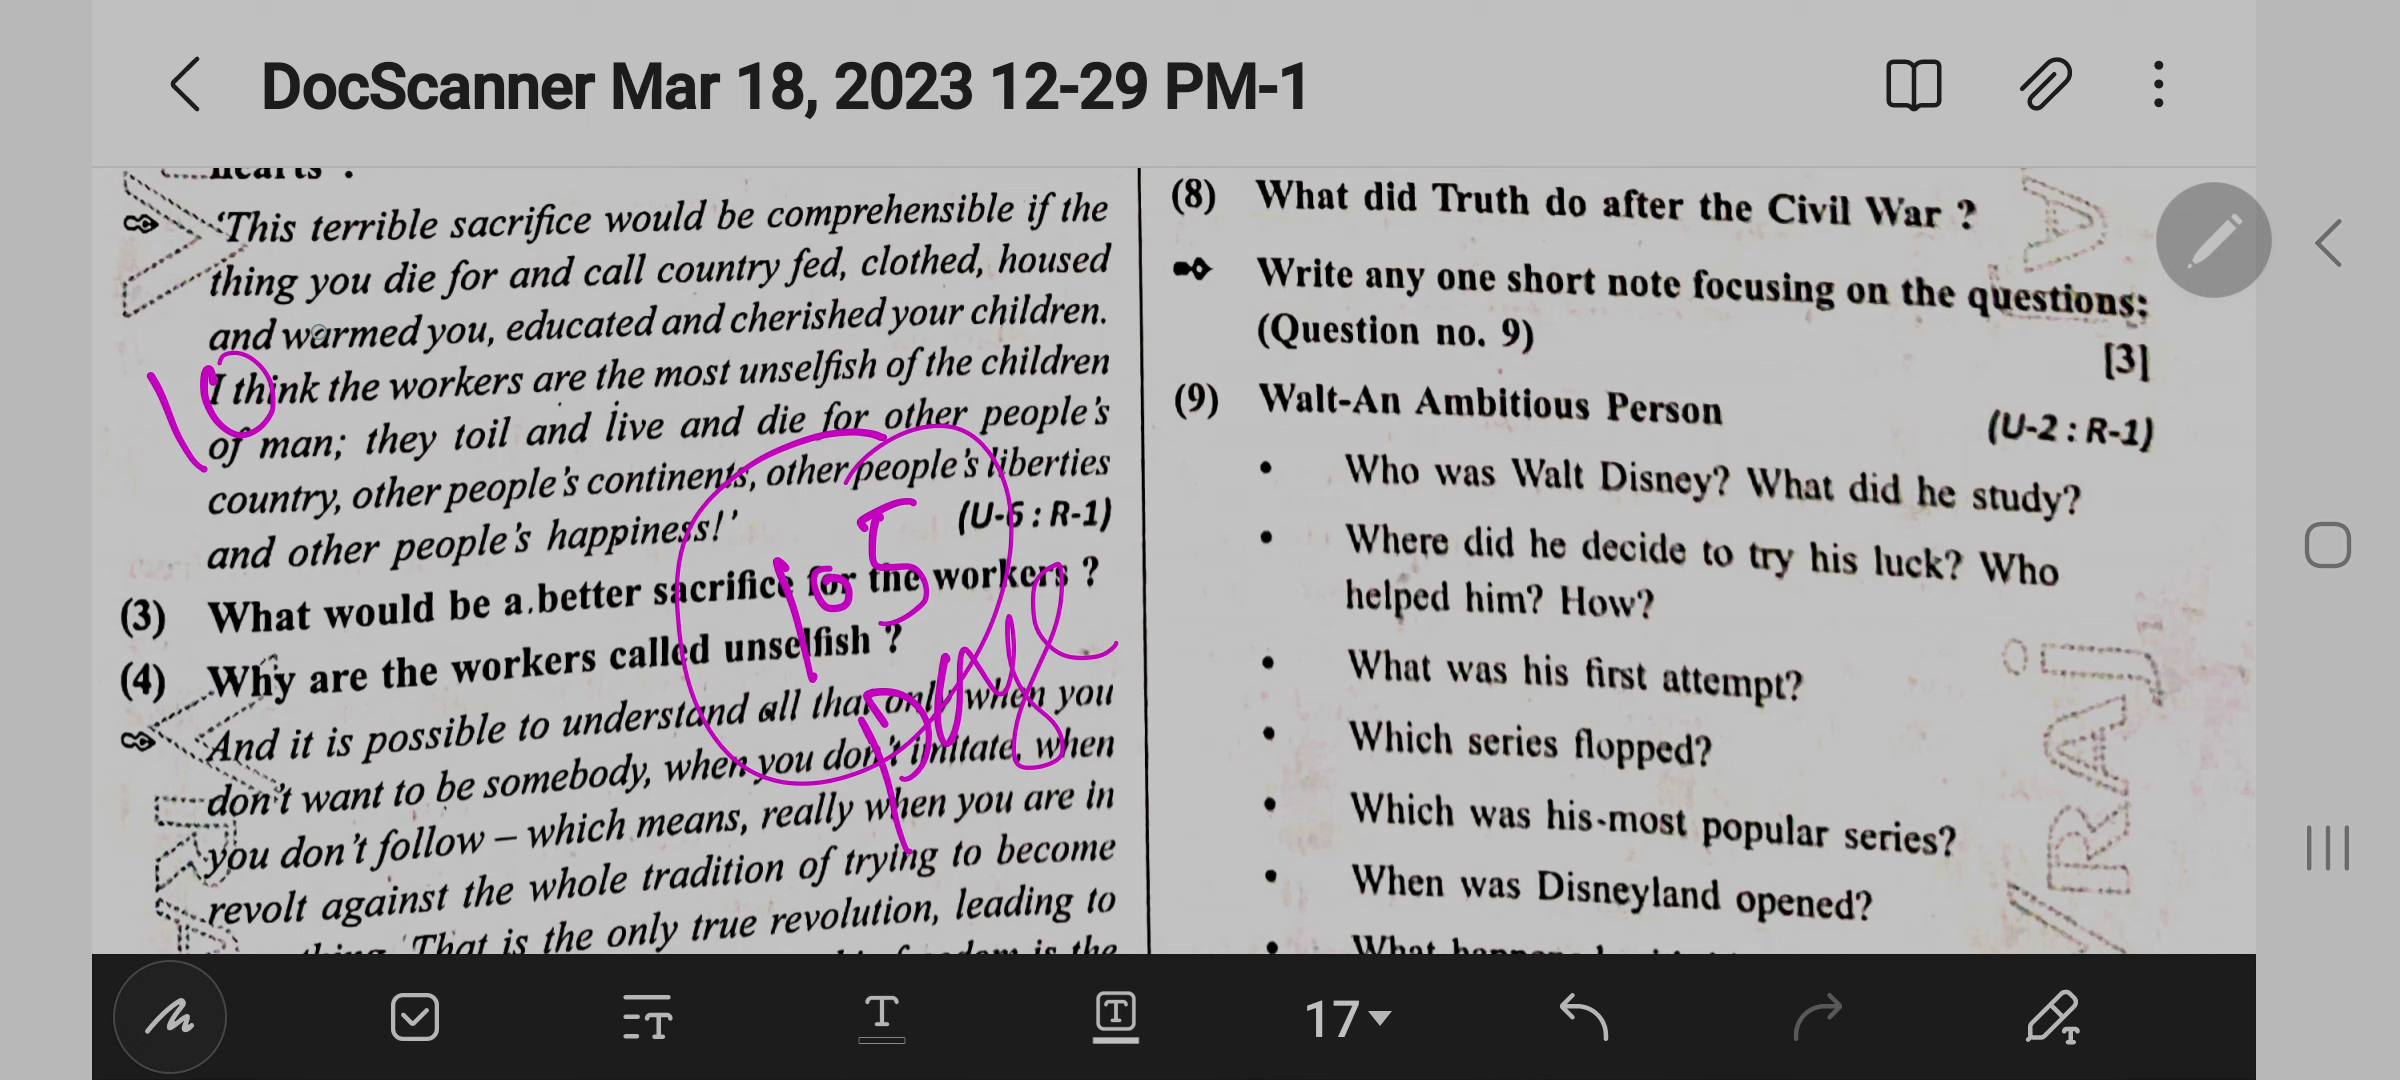 DocScanner Mar 18, 2023 12-29 PM-1
hearts .
'This terrible sacrifice would be comprehensible if the
thing you die for and call country fed, clothed, housed
and warmed you, educated and cherished your children.
I think the workers are the most unselfish of the children
of man; they toil and live and die for other people's
country, other people's continents, other people's liberties
and other people's happiness!' (U-6 : R-1)
(3) What would be a better sacrifice for the workers ?
(4) Why are the workers called unselfish ?
And it is possible to understand all that only when you
don't want to be somebody, when you don't imitate, when
you don't follow – which means, really when you are in
revolt against the whole tradition of trying to become
That is the only true revolution, leading to
is the
10
105
page
(8) What did Truth do after the Civil War ?
Write any one short note focusing on the questions:
(Question no. 9)
[3]
(9) Walt-An Ambitious Person
(U-2 : R-1)
• Who was Walt Disney? What did he study?
• Where did he decide to try his luck? Who
helped him? How?
• What was his first attempt?
• Which series flopped?
• Which was his-most popular series?
• When was Disneyland opened?
• What
VIRAJ
17